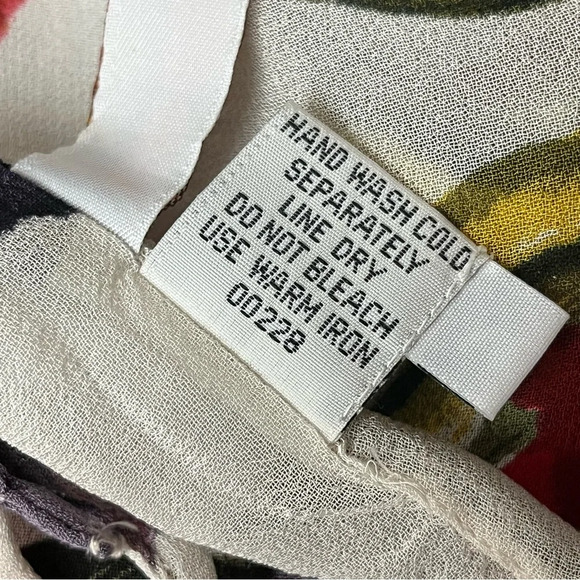 HAND WASH COLD
SEPARATELY
LINE DRY
DO NOT BLEACH
USE WARM IRON
00228